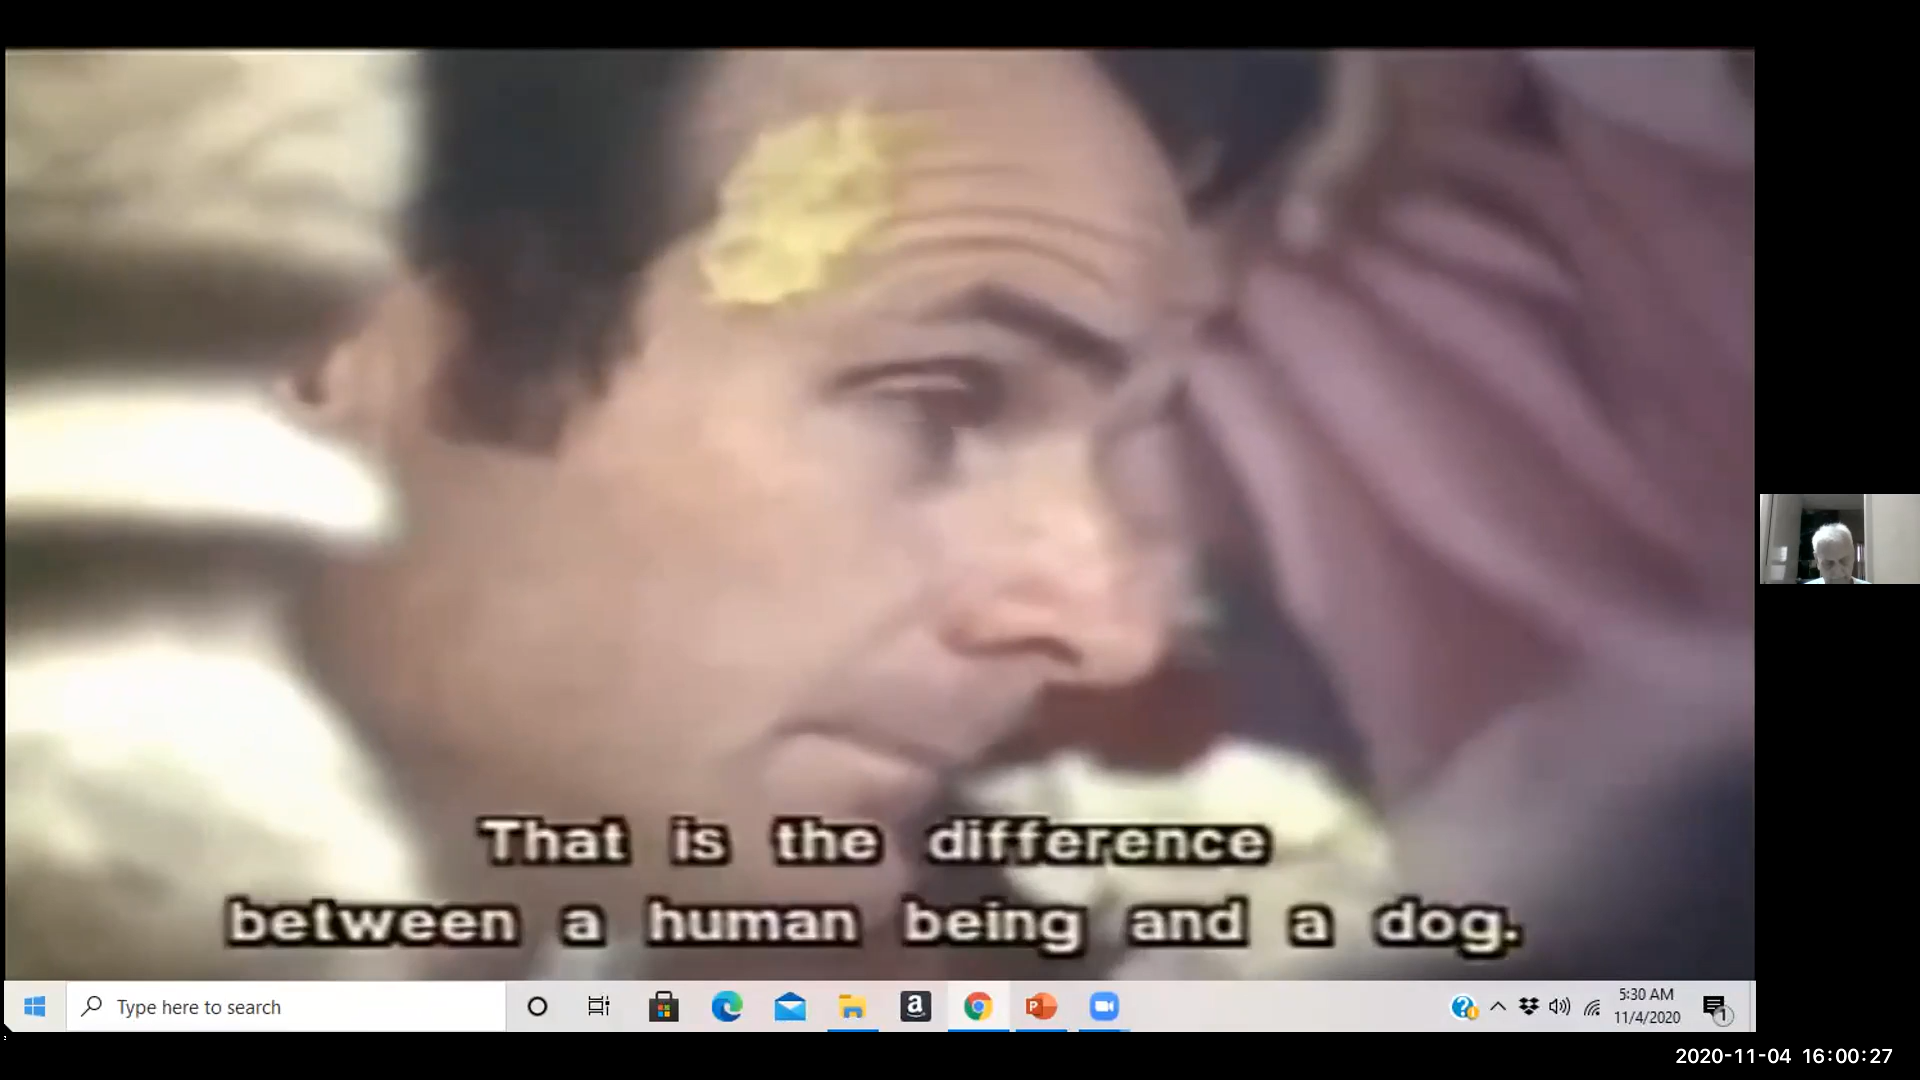 That is the difference
between a human being and a dog.
Type here to search
a
P
?
5:30 AM
11/4/2020
1
2020-11-04 16:00:27